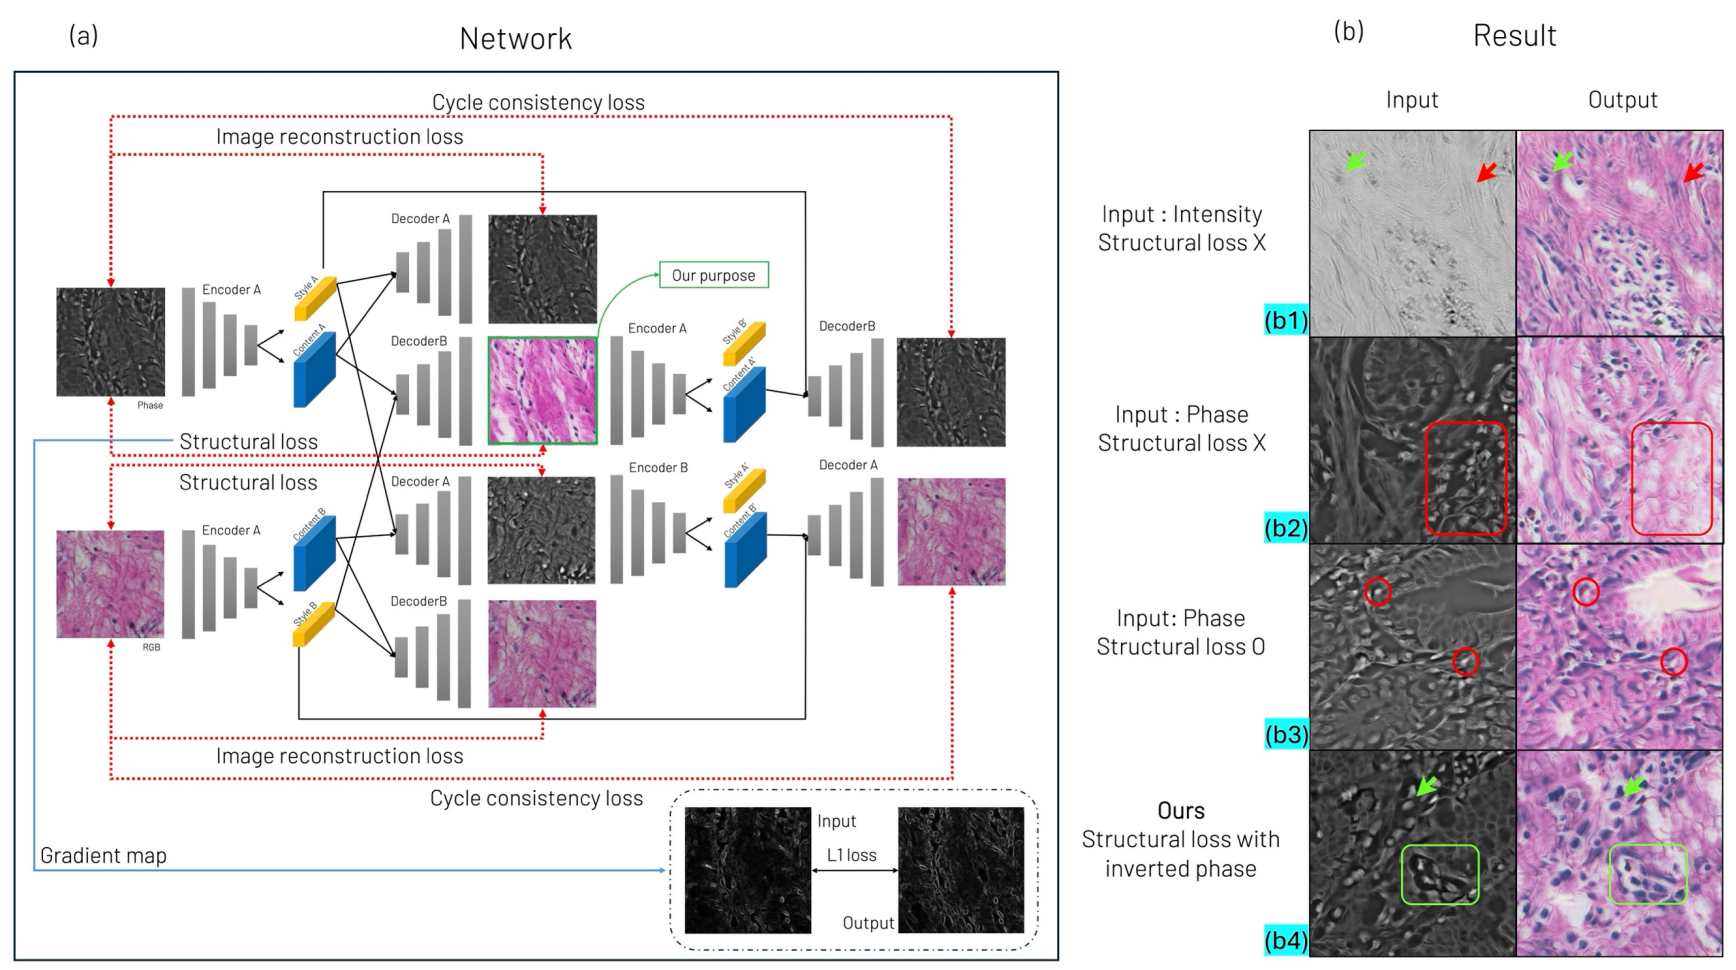 (a)
Network
Cycle consistency loss
Image reconstruction loss
Decoder A
Our purpose
Encoder A
Style A
Content A
Phase
DecoderB
Encoder A
Style B'
Content A'
DecoderB
Structural loss
Structural loss
Encoder A
Content B
Style B
RGB
Decoder A
Encoder B
Style A'
Content B'
Decoder A
DecoderB
Image reconstruction loss
Cycle consistency loss
Gradient map
Input
L1 loss
Output
(b)
Result
Input
Output
Input : Intensity
Structural loss X
(b1)
Input : Phase
Structural loss X
(b2)
Input: Phase
Structural loss O
(b3)
Ours
Structural loss with
inverted phase
(b4)